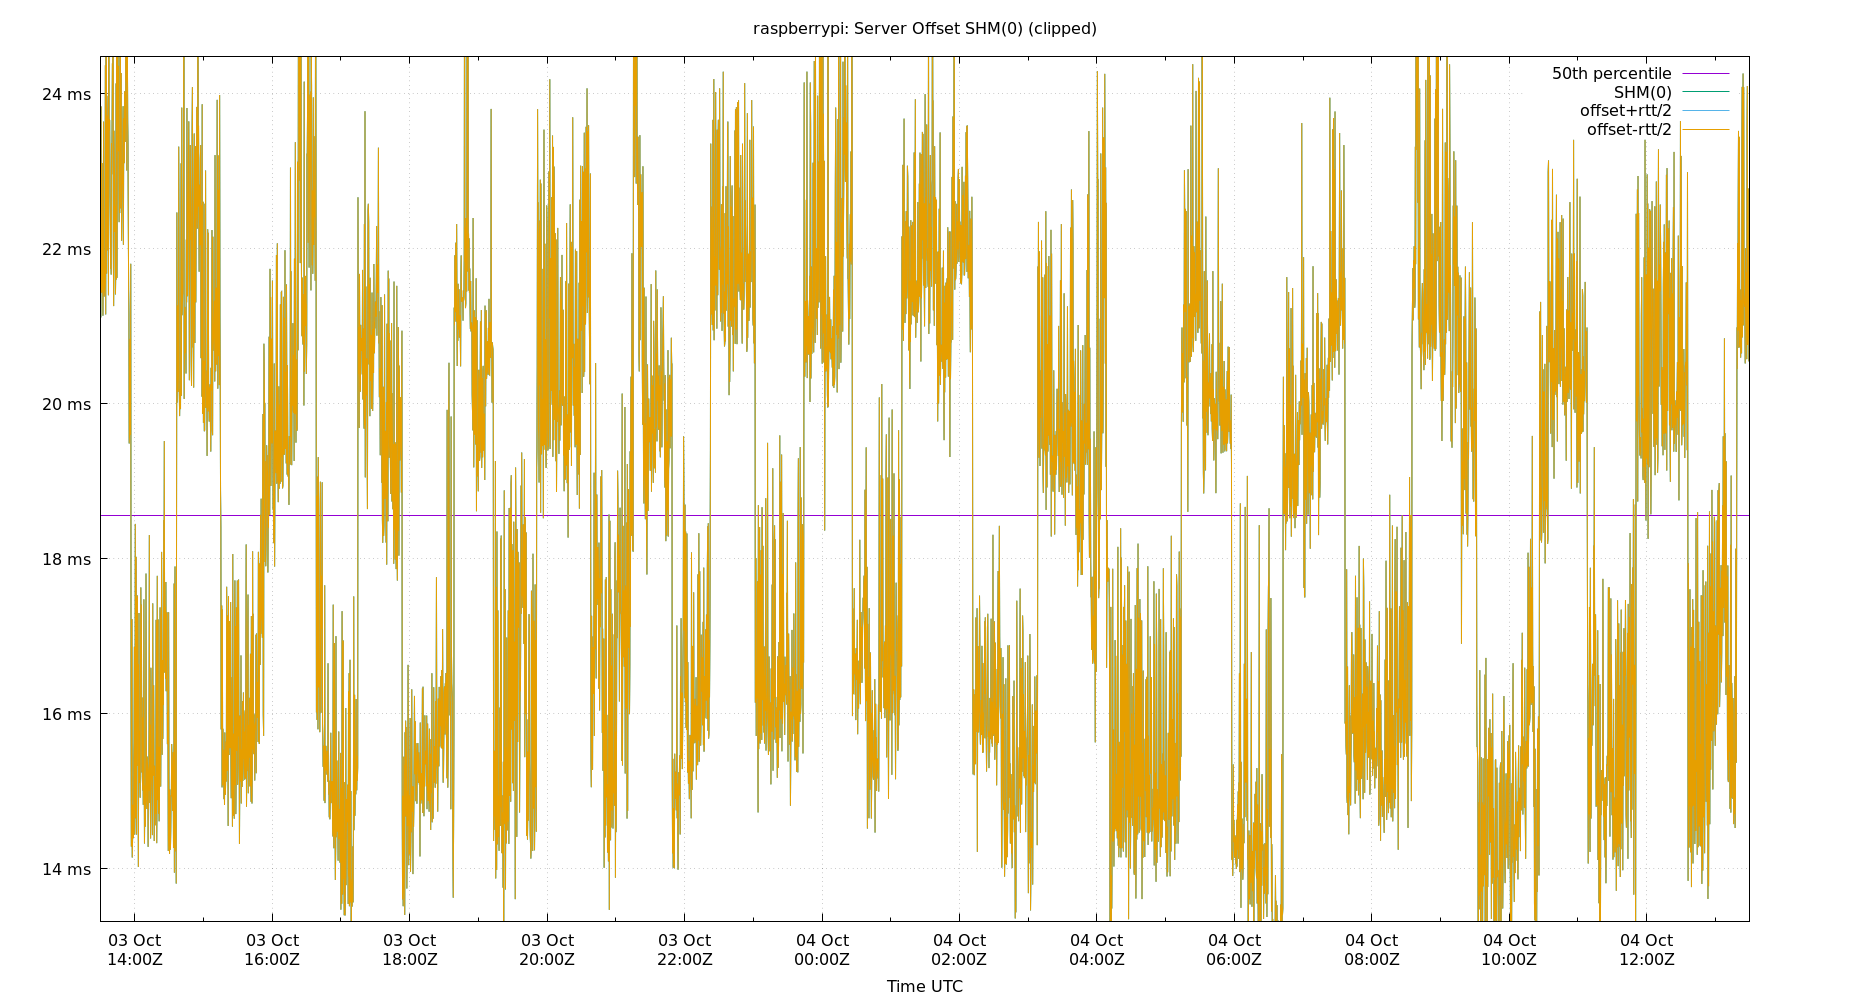 raspberrypi: Server Offset SHM(0) (clipped)
50th percentile
SHM(0)
offset+rtt/2
offset-rtt/2
24 ms
22 ms
20 ms
18 ms
16 ms
14 ms
03 Oct 03 Oct 03 Oct 03 Oct 03 Oct 04 Oct 04 Oct 04 Oct 04 Oct 04 Oct 04 Oct 04 Oct
14:00Z 16:00Z 18:00Z 20:00Z 22:00Z 00:00Z 02:00Z 04:00Z 06:00Z 08:00Z 10:00Z 12:00Z
Time UTC